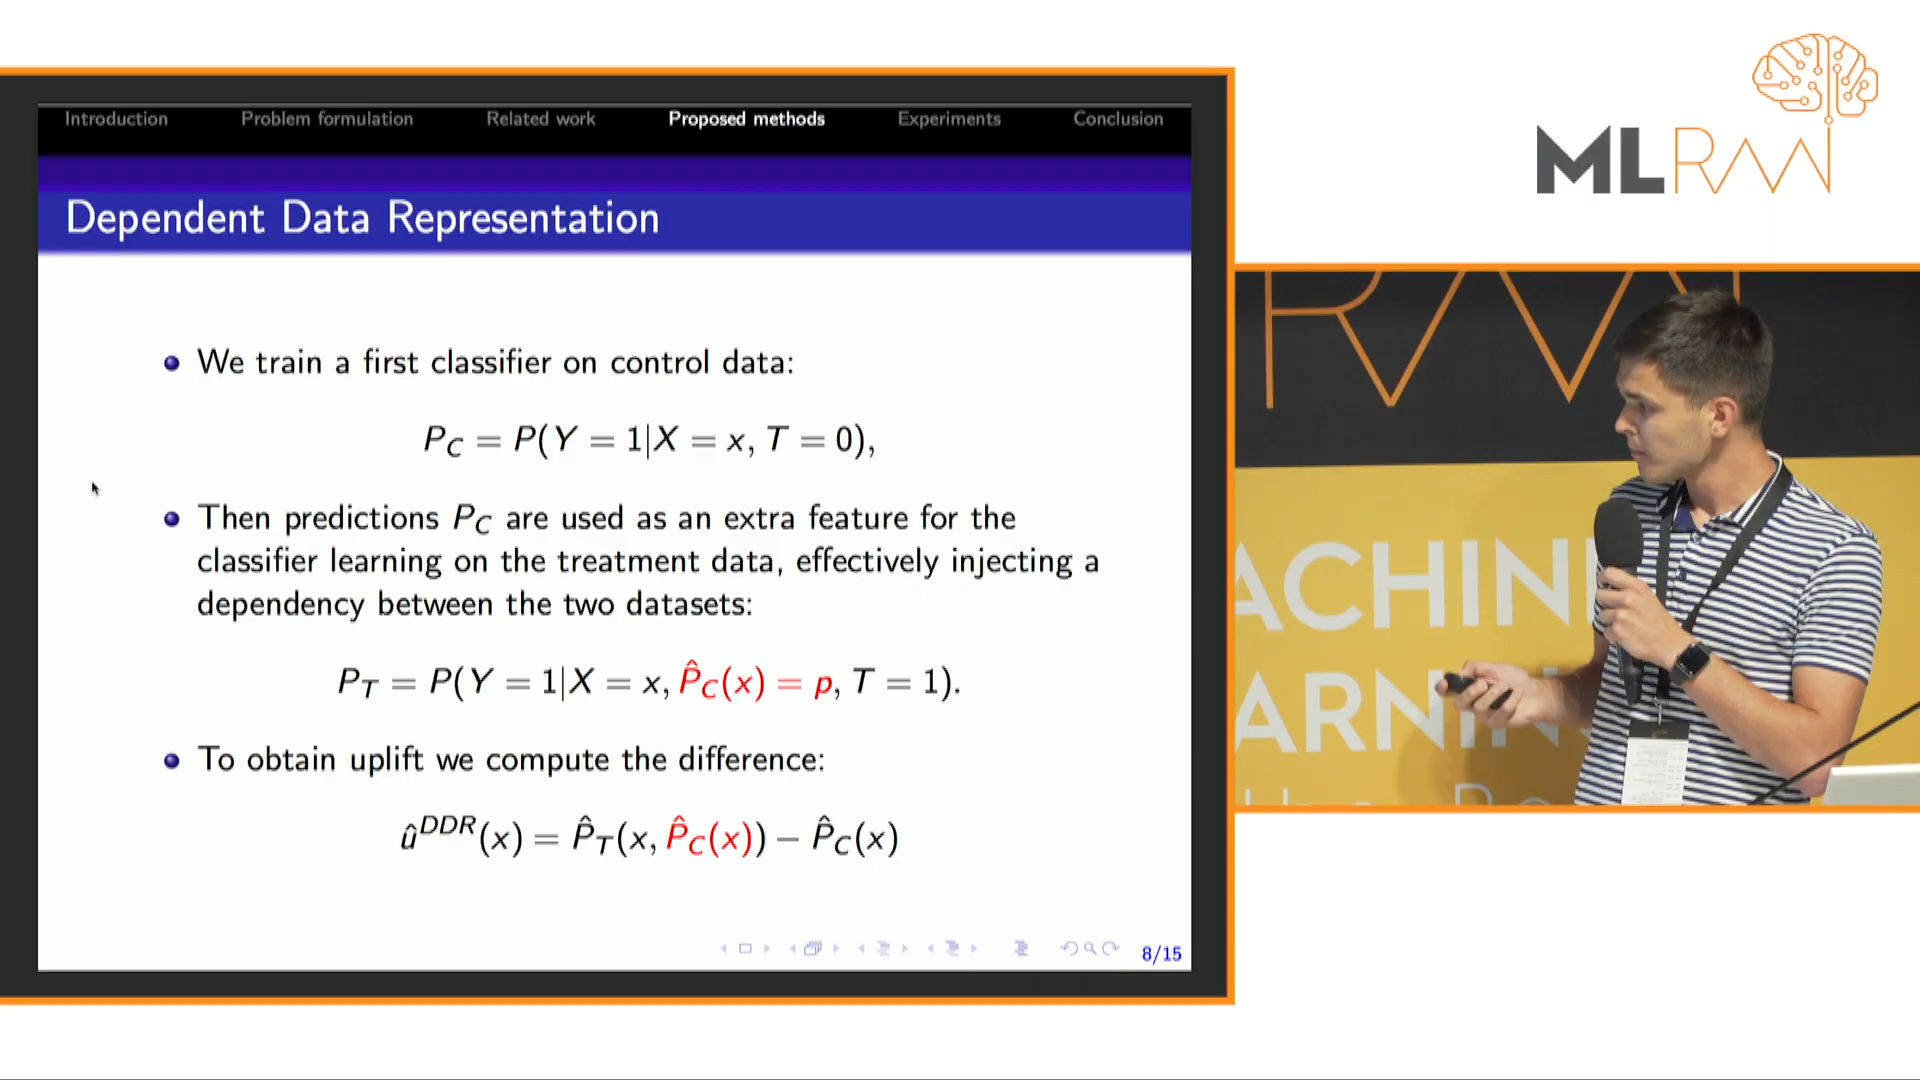 Introduction Problem formulation Related work Proposed methods Experiments Conclusion
Dependent Data Representation
We train a first classifier on control data:
P_C = P(Y = 1|X = x, T = 0),
Then predictions P_C are used as an extra feature for the
classifier learning on the treatment data, effectively injecting a
dependency between the two datasets:
P_T = P(Y = 1|X = x, P̂_C(x) = p, T = 1).
To obtain uplift we compute the difference:
û^DDR(x) = P̂_T(x, P̂_C(x)) − P̂_C(x)
8/15
MLRW
ACHIN
ARNIN